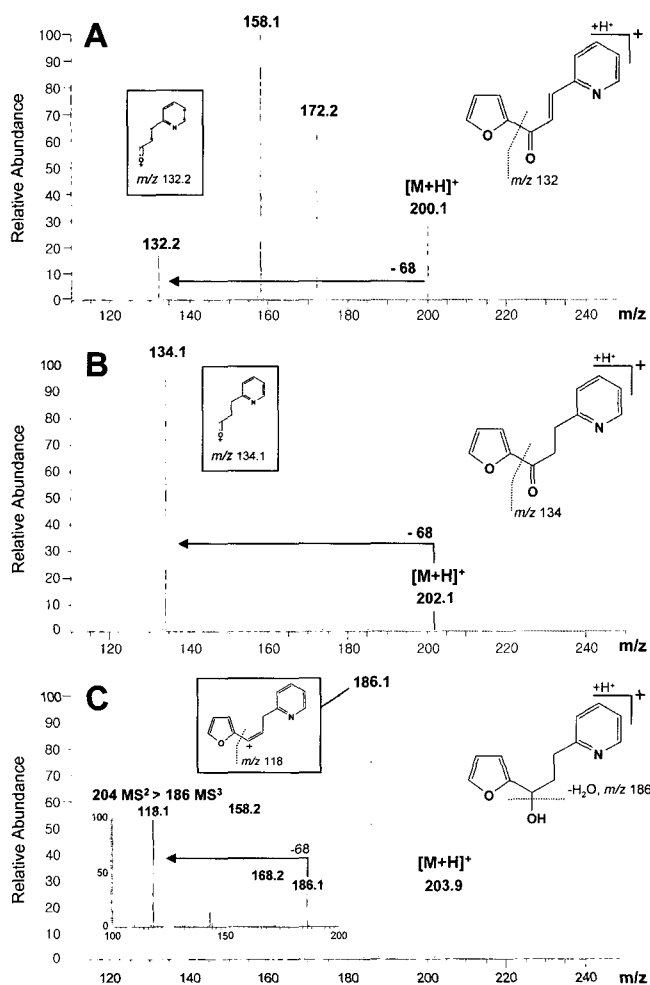 A
Relative Abundance
100
90
80
70
60
50
40
30
20
10
0
158.1
172.2
132.2
[M+H]+
200.1
- 68
m/z 132.2
O
+
N
+H+
+
O
O
N
m/z 132
120
140
160
180
200
220
240
m/z
B
Relative Abundance
100
90
80
70
60
50
40
30
20
10
0
134.1
N
O
+
m/z 134.1
- 68
[M+H]+
202.1
+H+
+
O
O
N
m/z 134
120
140
160
180
200
220
240
m/z
C
Relative Abundance
100
90
80
70
60
50
40
30
20
10
0
186.1
O
N
+
m/z 118
204 MS2 > 186 MS3
118.1
158.2
-68
168.2
186.1
100
50
0
100
150
200
[M+H]+
203.9
+H+
+
O
N
OH
-H2O, m/z 186
120
140
160
180
200
220
240
m/z